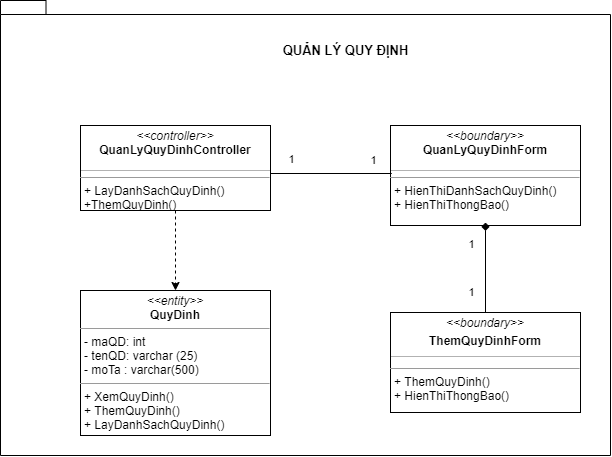 QUẢN LÝ QUY ĐỊNH
<<controller>>
QuanLyQuyDinhController
+ LayDanhSachQuyDinh()
+ThemQuyDinh()
1
1
<<boundary>>
QuanLyQuyDinhForm
+ HienThiDanhSachQuyDinh()
+ HienThiThongBao()
1
1
<<entity>>
QuyDinh
- maQD: int
- tenQD: varchar (25)
- moTa : varchar(500)
+ XemQuyDinh()
+ ThemQuyDinh()
+ LayDanhSachQuyDinh()
<<boundary>>
ThemQuyDinhForm
+ ThemQuyDinh()
+ HienThiThongBao()